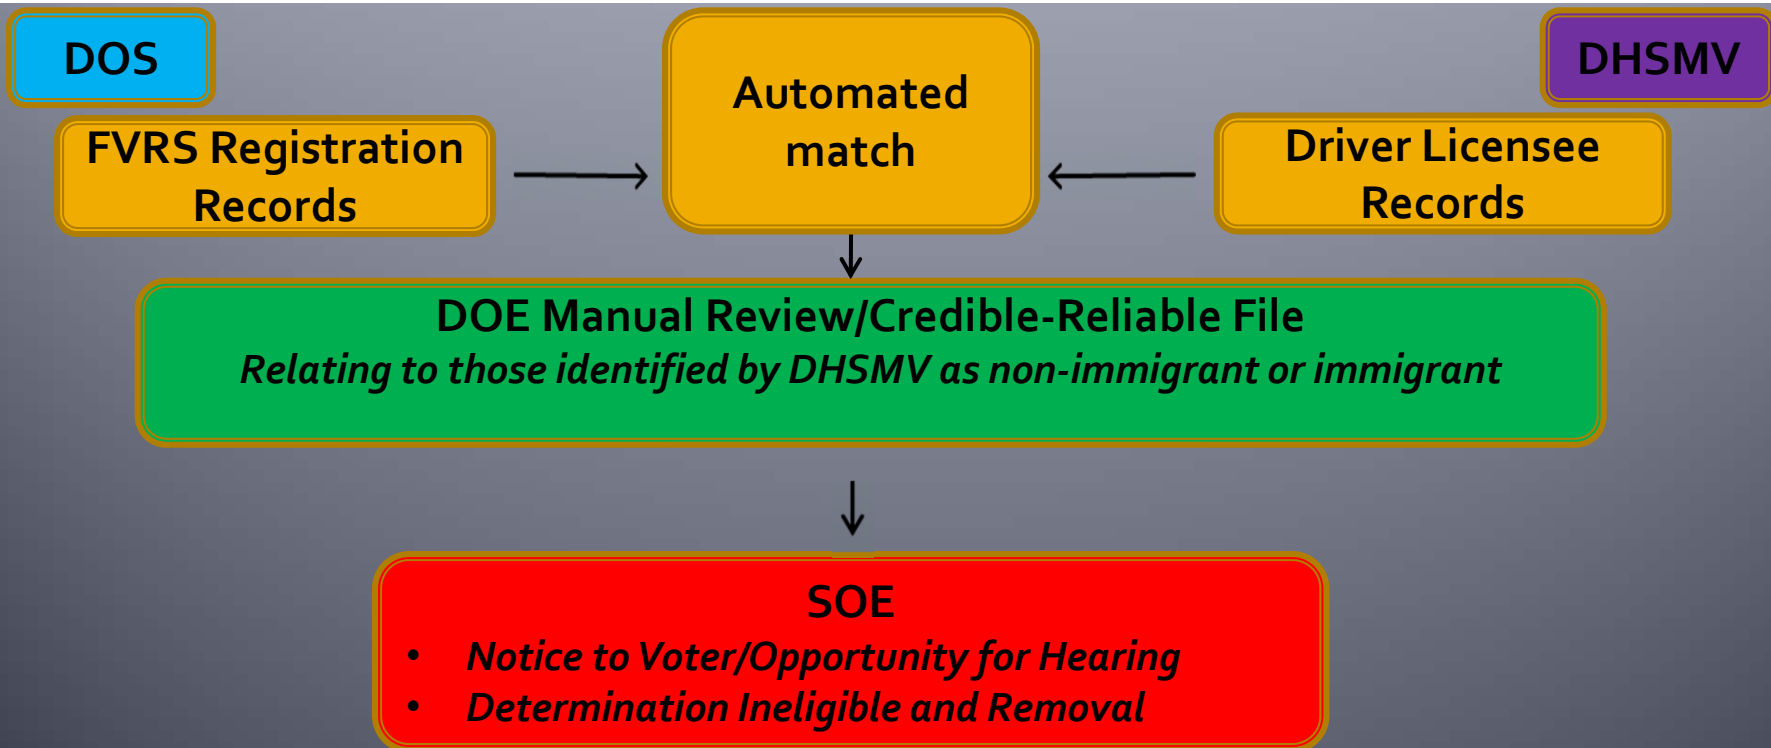 DOS
Automated
match
DHSMV
FVRS Registration
Records
Driver Licensee
Records
DOE Manual Review/Credible-Reliable File
Relating to those identified by DHSMV as non-immigrant or immigrant
SOE
• Notice to Voter/Opportunity for Hearing
• Determination Ineligible and Removal